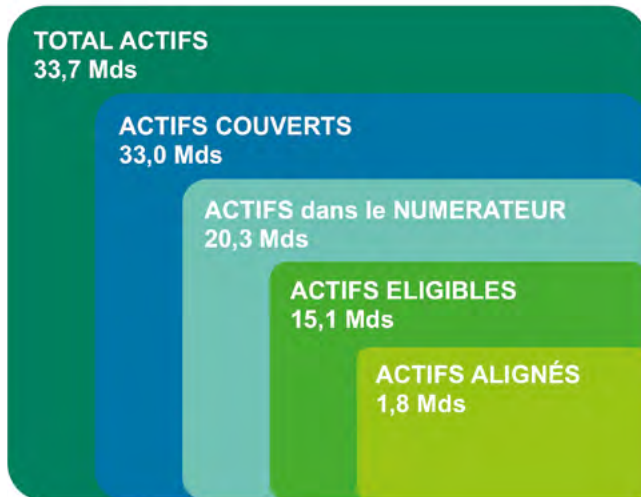 TOTAL ACTIFS
33,7 Mds
ACTIFS COUVERTS
33,0 Mds
ACTIFS dans le NUMERATEUR
20,3 Mds
ACTIFS ELIGIBLES
15,1 Mds
ACTIFS ALIGNÉS
1,8 Mds